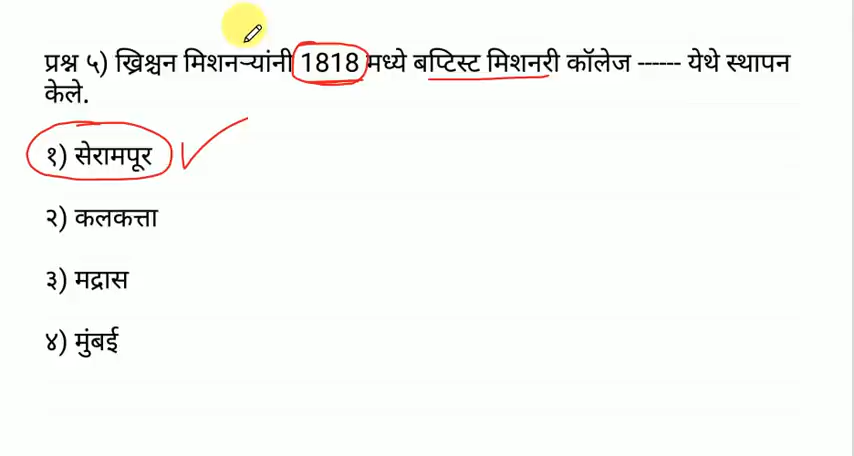 प्रश्न ५) ख्रिश्चन मिशनऱ्यांनी 1818 मध्ये बप्टिस्ट मिशनरी कॉलेज ------ येथे स्थापन
केले.
१) सेरामपूर
२) कलकत्ता
३) मद्रास
४) मुंबई